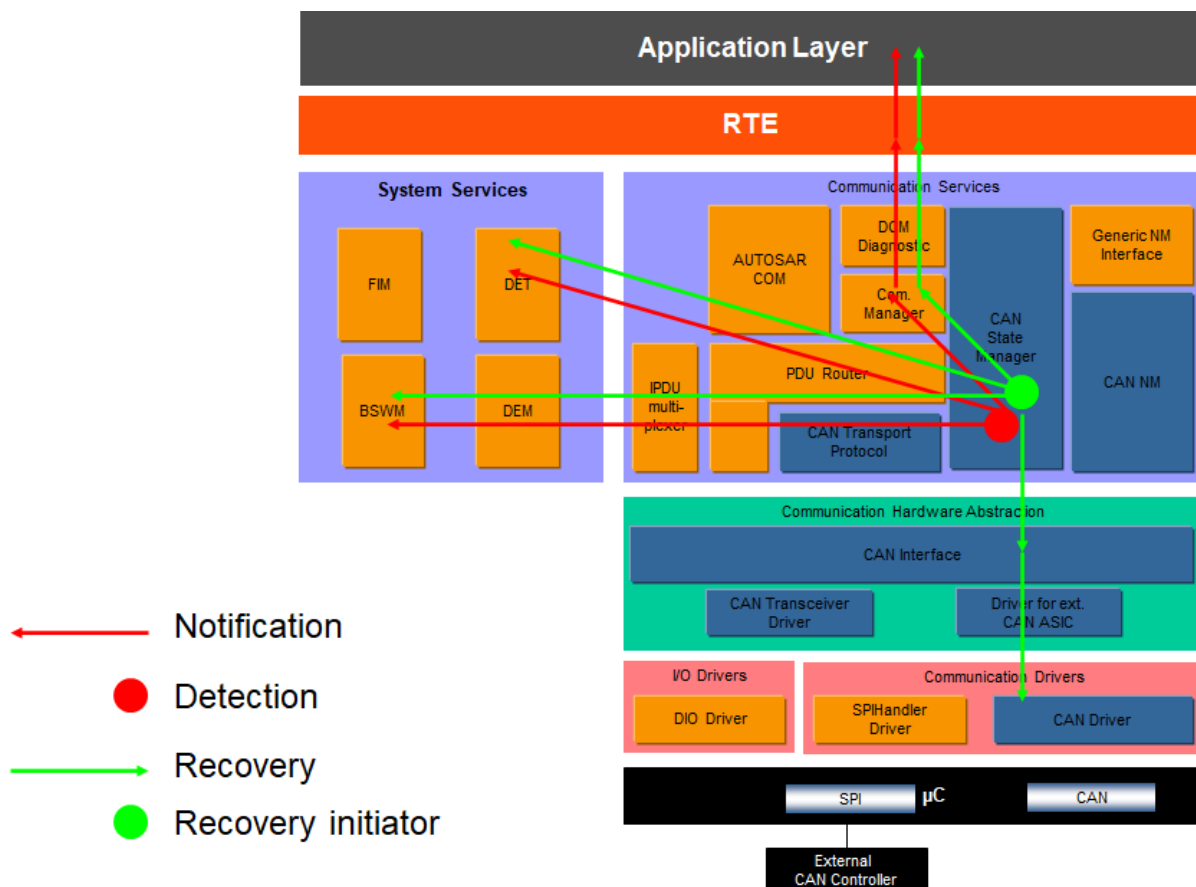 Application Layer
RTE
System Services
FIM
DET
BSWM
DEM
Communication Services
AUTOSAR
COM
DCM
Diagnostic
Com.
Manager
CAN
State
Manager
Generic NM
Interface
CAN NM
PDU Router
IPDU
multi-
plexer
CAN Transport
Protocol
Communication Hardware Abstraction
CAN Interface
CAN Transceiver
Driver
Driver for ext.
CAN ASIC
I/O Drivers
DIO Driver
Communication Drivers
SPIHandler
Driver
CAN Driver
SPI
µC
CAN
External
CAN Controller
Notification
Detection
Recovery
Recovery initiator